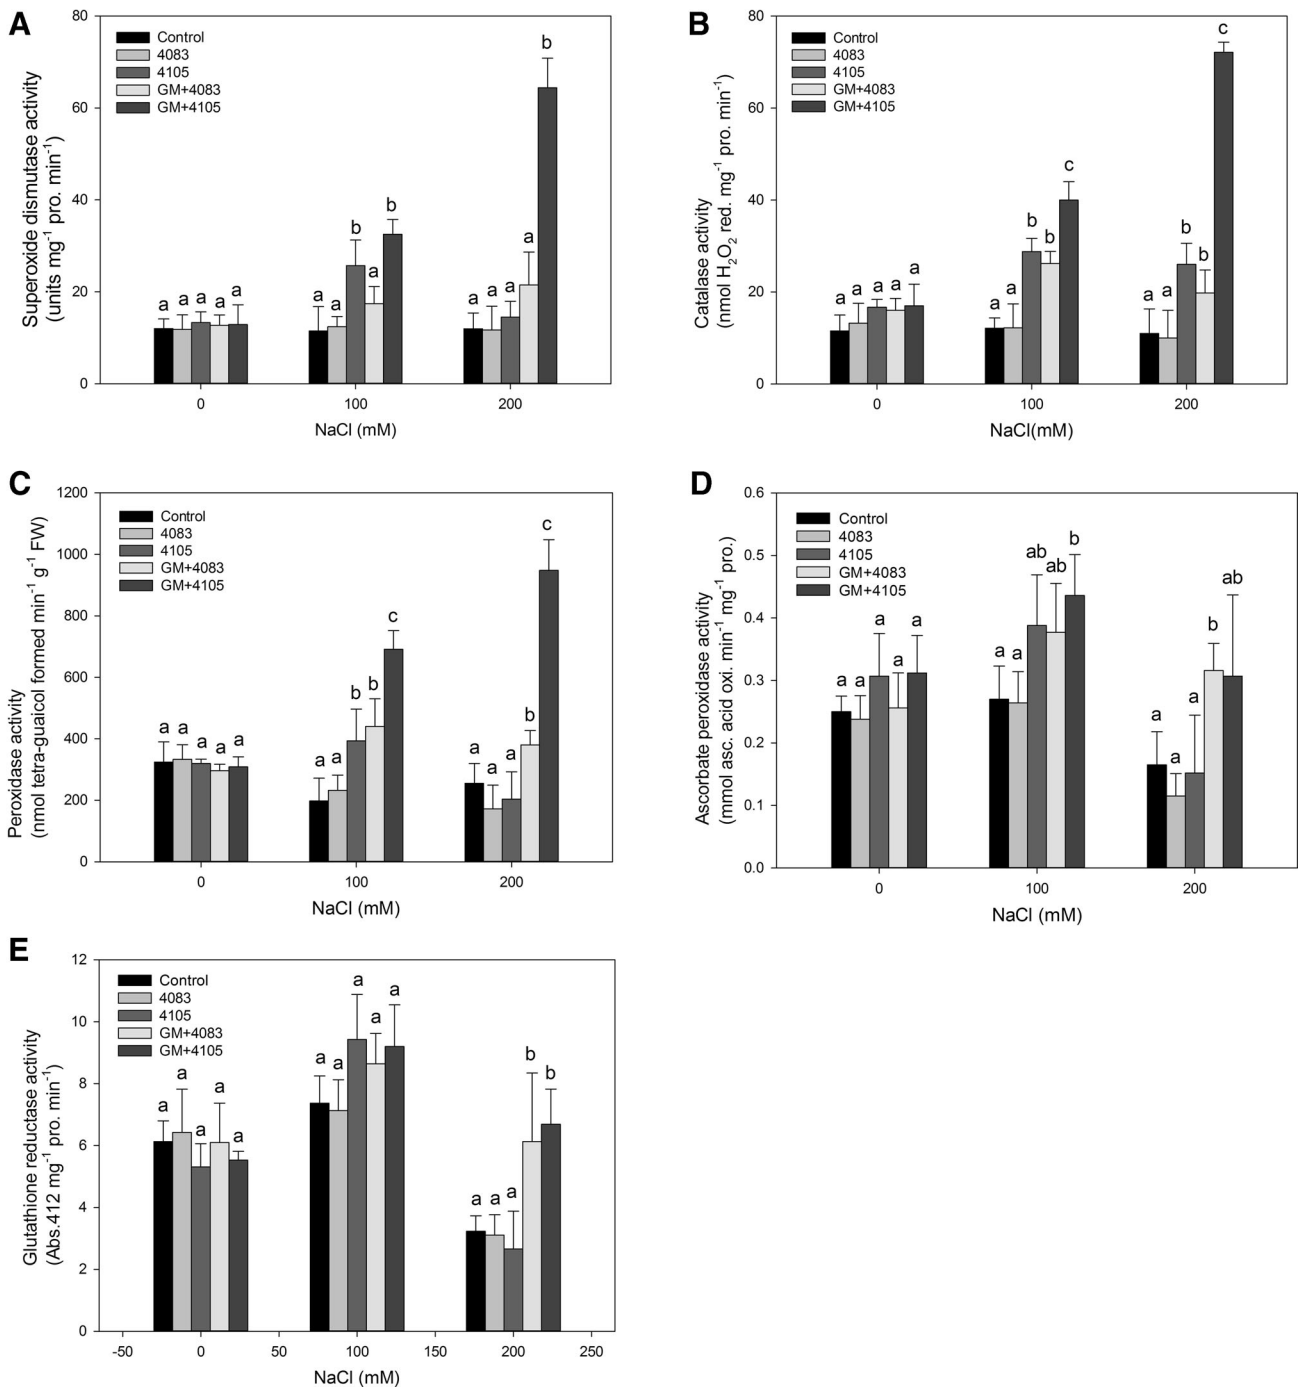 A
Superoxide dismutase activity
(units mg⁻¹ pro. min⁻¹)
80
60
40
20
0
Control
4083
4105
GM+4083
GM+4105
a a a a a
a a b a b
a a a a b
0 100 200
NaCl (mM)
B
Catalase activity
(nmol H₂O₂ red. mg⁻¹ pro. min⁻¹)
80
60
40
20
0
Control
4083
4105
GM+4083
GM+4105
a a a a a
a a b b c
a a b b c
0 100 200
NaCl(mM)
C
Peroxidase activity
(nmol tetra-guaicol formed min⁻¹ g⁻¹ FW)
1200
1000
800
600
400
200
0
Control
4083
4105
GM+4083
GM+4105
a a a a a
a a b b c
a a a b c
0 100 200
NaCl (mM)
D
Ascorbate peroxidase activity
(mmol asc. acid oxi. min⁻¹ mg⁻¹ pro.)
0.6
0.5
0.4
0.3
0.2
0.1
0.0
Control
4083
4105
GM+4083
GM+4105
a a a a a
a a ab ab b
a a a b ab
0 100 200
NaCl (mM)
E
Glutathione reductase activity
(Abs.412 mg⁻¹ pro. min⁻¹)
12
10
8
6
4
2
0
Control
4083
4105
GM+4083
GM+4105
a a a a a
a a a a a
a a a b b
-50 0 50 100 150 200 250
NaCl (mM)